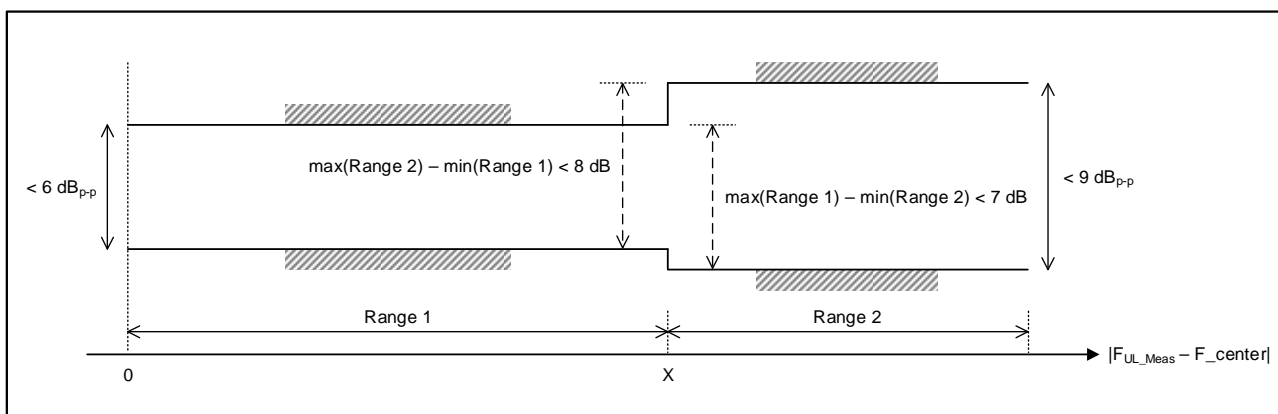 max(Range 2) – min(Range 1) < 8 dB
< 6 dBp-p
max(Range 1) – min(Range 2) < 7 dB
< 9 dBp-p
Range 1
Range 2
|FUL_Meas – F_center|
0
X